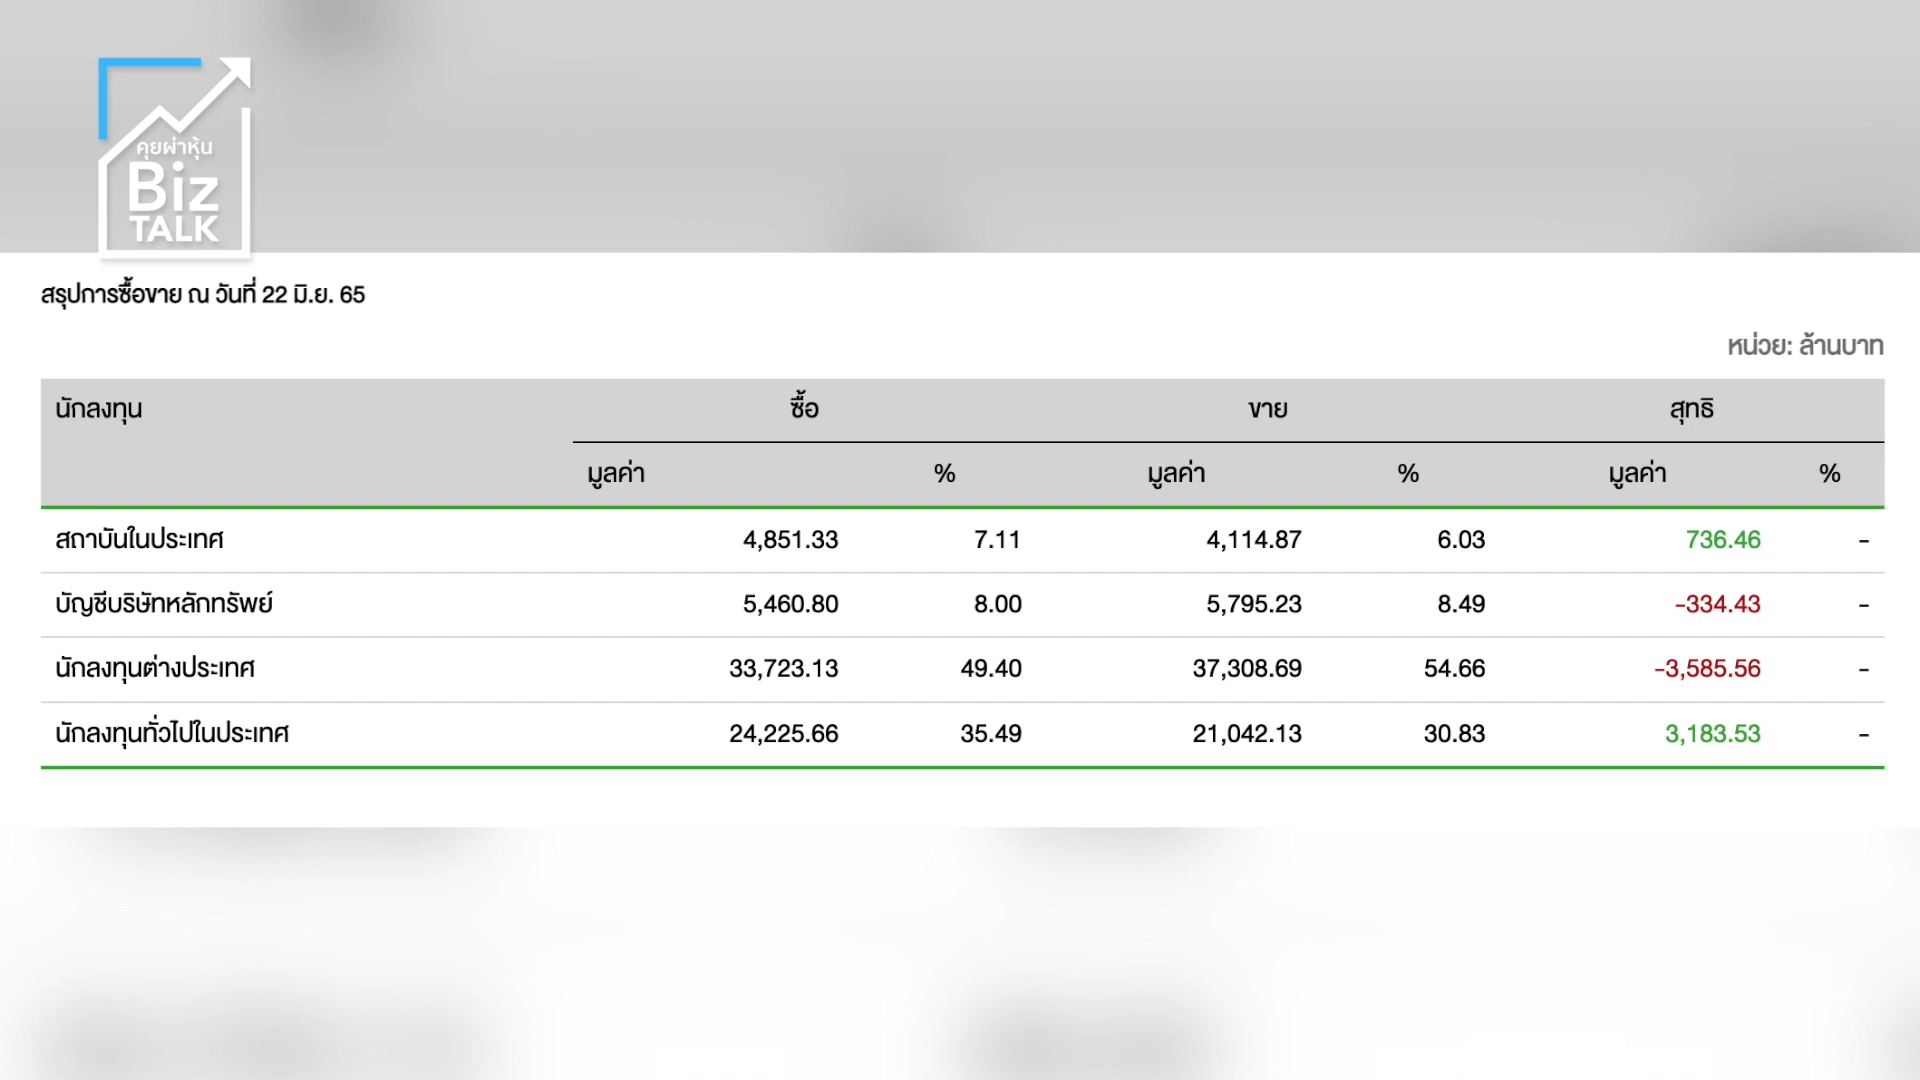 คุยผ่าหุ้น
Biz
TALK
สรุปการซื้อขาย ณ วันที่ 22 มิ.ย. 65
หน่วย: ล้านบาท
นักลงทุน ซื้อ ขาย สุทธิ
มูลค่า % มูลค่า % มูลค่า %
สถาบันในประเทศ 4,851.33 7.11 4,114.87 6.03 736.46 -
บัญชีบริษัทหลักทรัพย์ 5,460.80 8.00 5,795.23 8.49 -334.43 -
นักลงทุนต่างประเทศ 33,723.13 49.40 37,308.69 54.66 -3,585.56 -
นักลงทุนทั่วไปในประเทศ 24,225.66 35.49 21,042.13 30.83 3,183.53 -